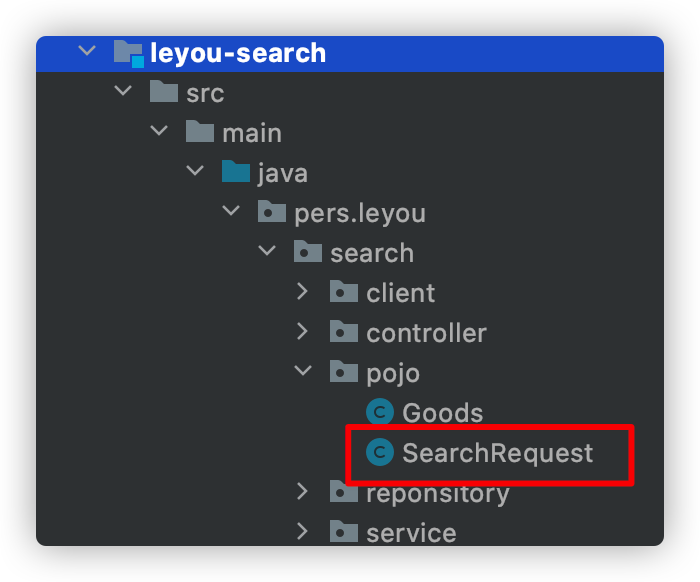 leyou-search
src
main
java
pers.leyou
search
client
controller
pojo
C Goods
C SearchRequest
reponsitory
service